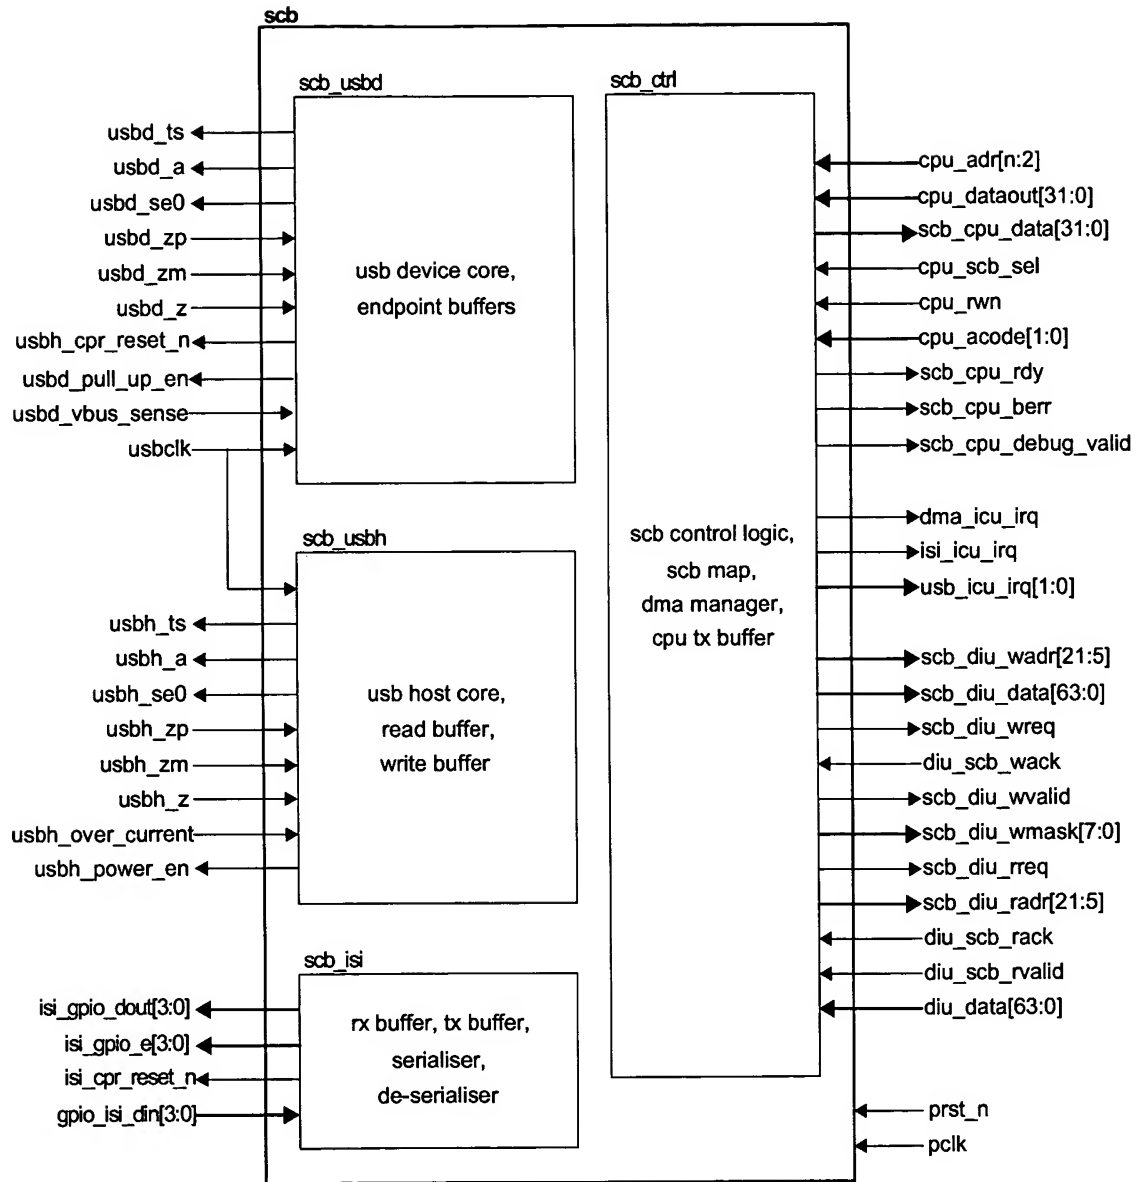 scb
scb_usbd
usbd_ts
usbd_a
usbd_se0
usbd_zp
usbd_zm
usbd_z
usbh_cpr_reset_n
usbd_pull_up_en
usbd_vbus_sense
usbclk
usb device core,
endpoint buffers
scb_usbh
usbh_ts
usbh_a
usbh_se0
usbh_zp
usbh_zm
usbh_z
usbh_over_current
usbh_power_en
usb host core,
read buffer,
write buffer
scb_isi
isi_gpio_dout[3:0]
isi_gpio_e[3:0]
isi_cpr_reset_n
gpio_isi_din[3:0]
rx buffer, tx buffer,
serialiser,
de-serialiser
scb_ctrl
scb control logic,
scb map,
dma manager,
cpu tx buffer
cpu_adr[n:2]
cpu_dataout[31:0]
scb_cpu_data[31:0]
cpu_scb_sel
cpu_rwn
cpu_acode[1:0]
scb_cpu_rdy
scb_cpu_berr
scb_cpu_debug_valid
dma_icu_irq
isi_icu_irq
usb_icu_irq[1:0]
scb_diu_wadr[21:5]
scb_diu_data[63:0]
scb_diu_wreq
diu_scb_wack
scb_diu_wvalid
scb_diu_wmask[7:0]
scb_diu_rreq
scb_diu_radr[21:5]
diu_scb_rack
diu_scb_rvalid
diu_data[63:0]
prst_n
pclk